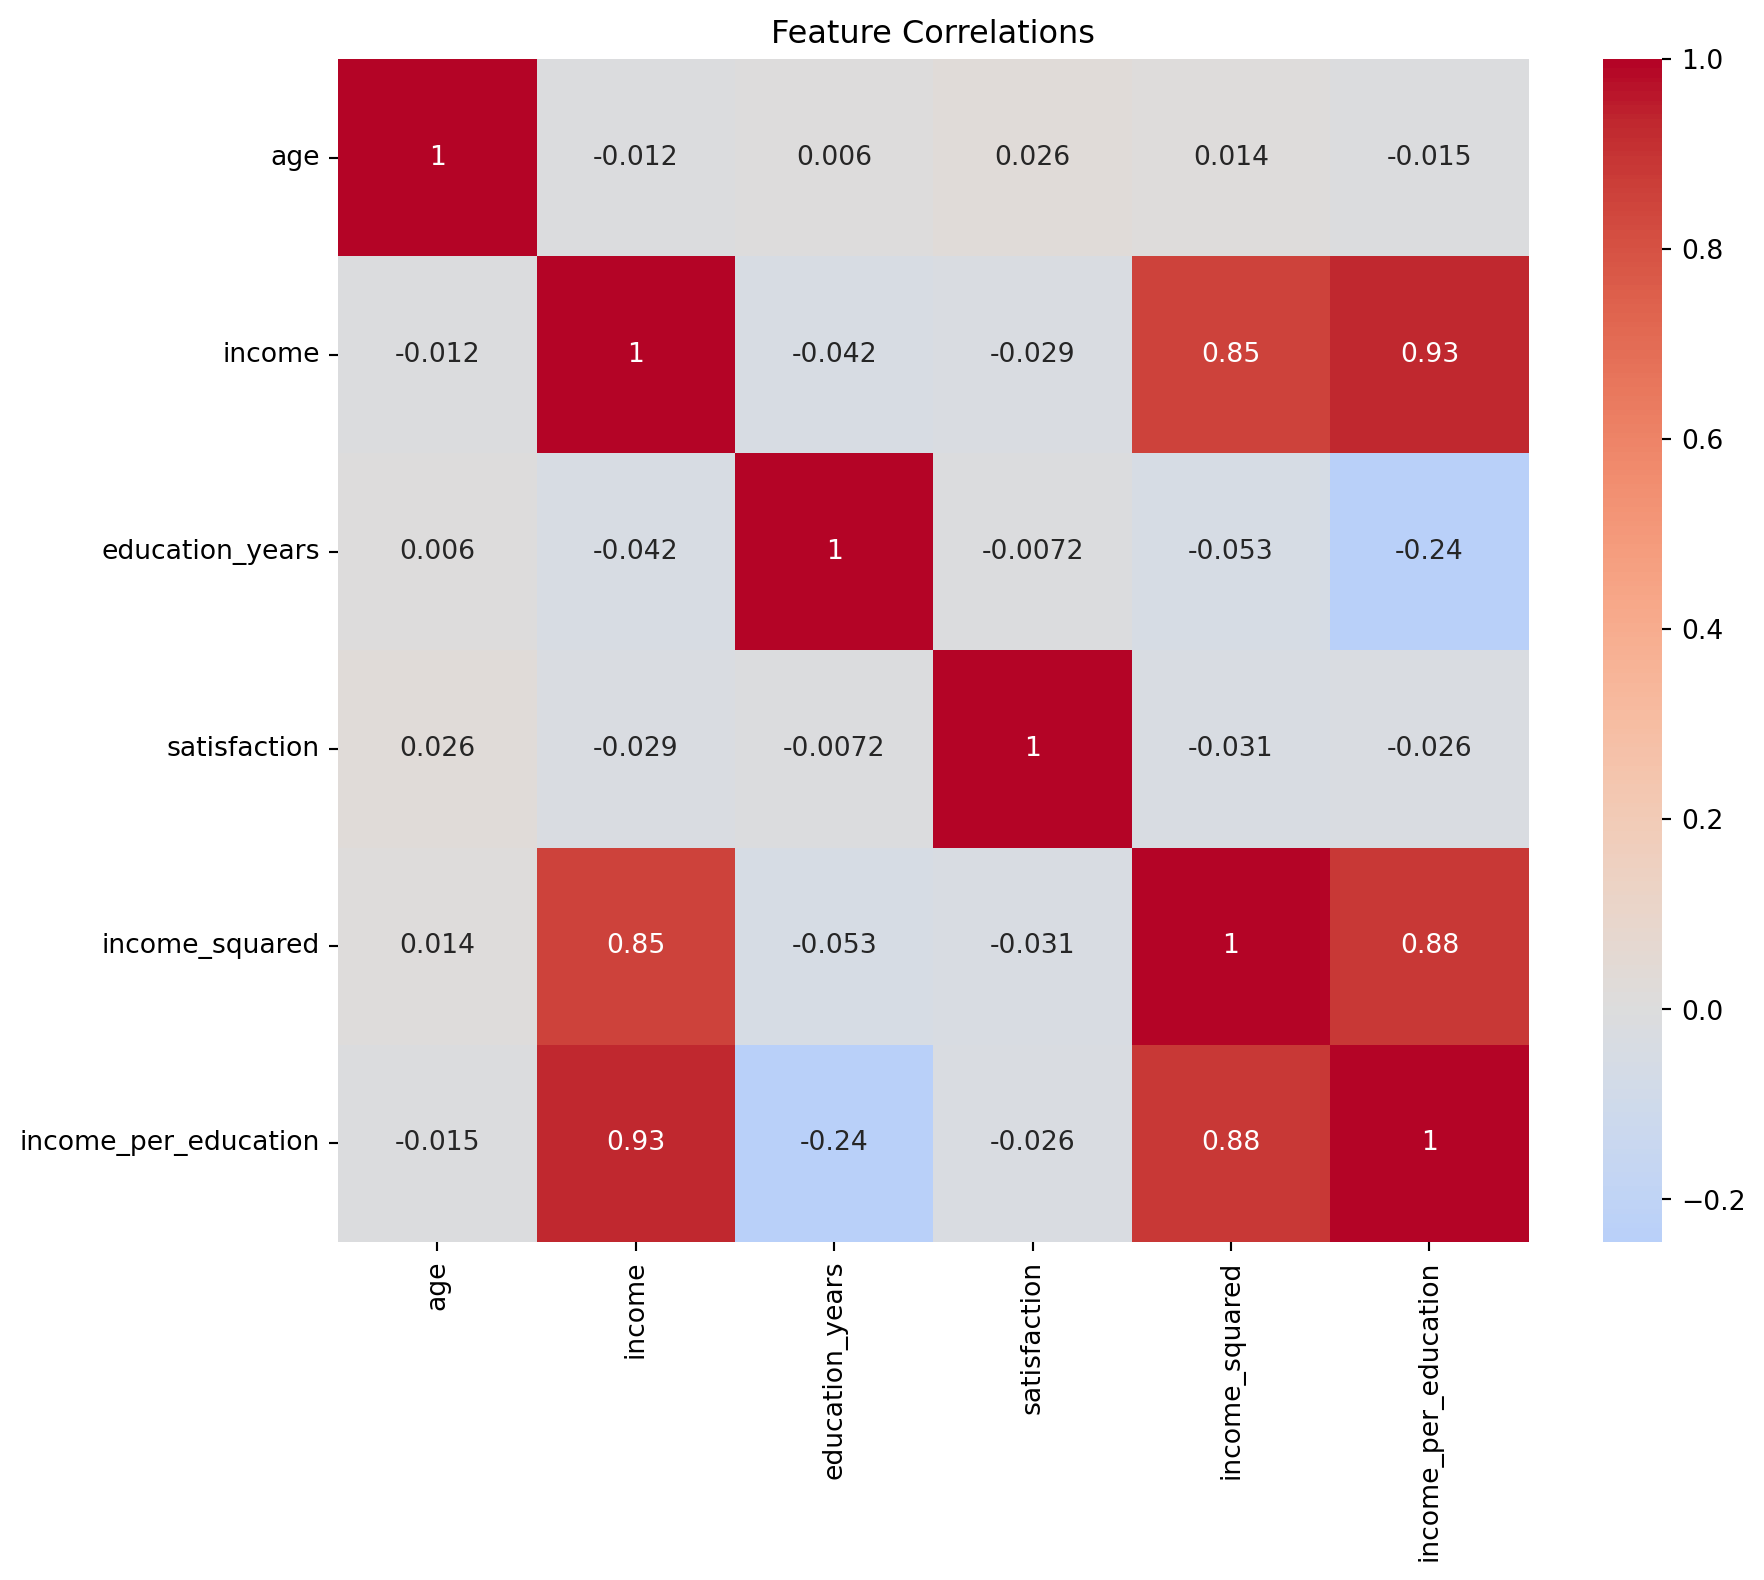 Feature Correlations
age 1 -0.012 0.006 0.026 0.014 -0.015
income -0.012 1 -0.042 -0.029 0.85 0.93
education_years 0.006 -0.042 1 -0.0072 -0.053 -0.24
satisfaction 0.026 -0.029 -0.0072 1 -0.031 -0.026
income_squared 0.014 0.85 -0.053 -0.031 1 0.88
income_per_education -0.015 0.93 -0.24 -0.026 0.88 1
age
income
education_years
satisfaction
income_squared
income_per_education
1.0
0.8
0.6
0.4
0.2
0.0
−0.2